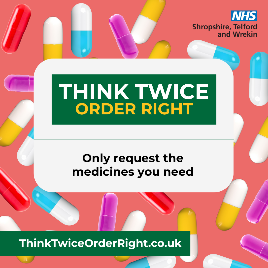 NHS
Shropshire, Telford
and Wrekin
THINK TWICE
ORDER RIGHT
Only request the
medicines you need
ThinkTwiceOrderRight.co.uk